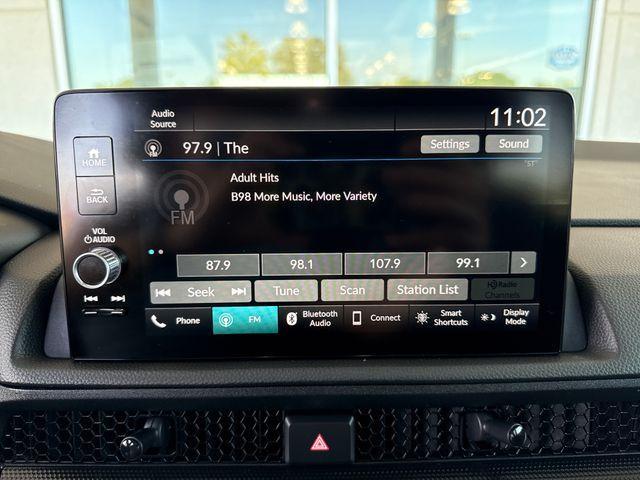 Audio
Source
11:02
HOME
97.9 | The
Settings
Sound
"ST"
BACK
Adult Hits
B98 More Music, More Variety
FM
VOL
AUDIO
87.9
98.1
107.9
99.1
Seek
Tune
Scan
Station List
HD Radio
Channels
Phone
FM
Bluetooth
Audio
Connect
Smart
Shortcuts
Display
Mode